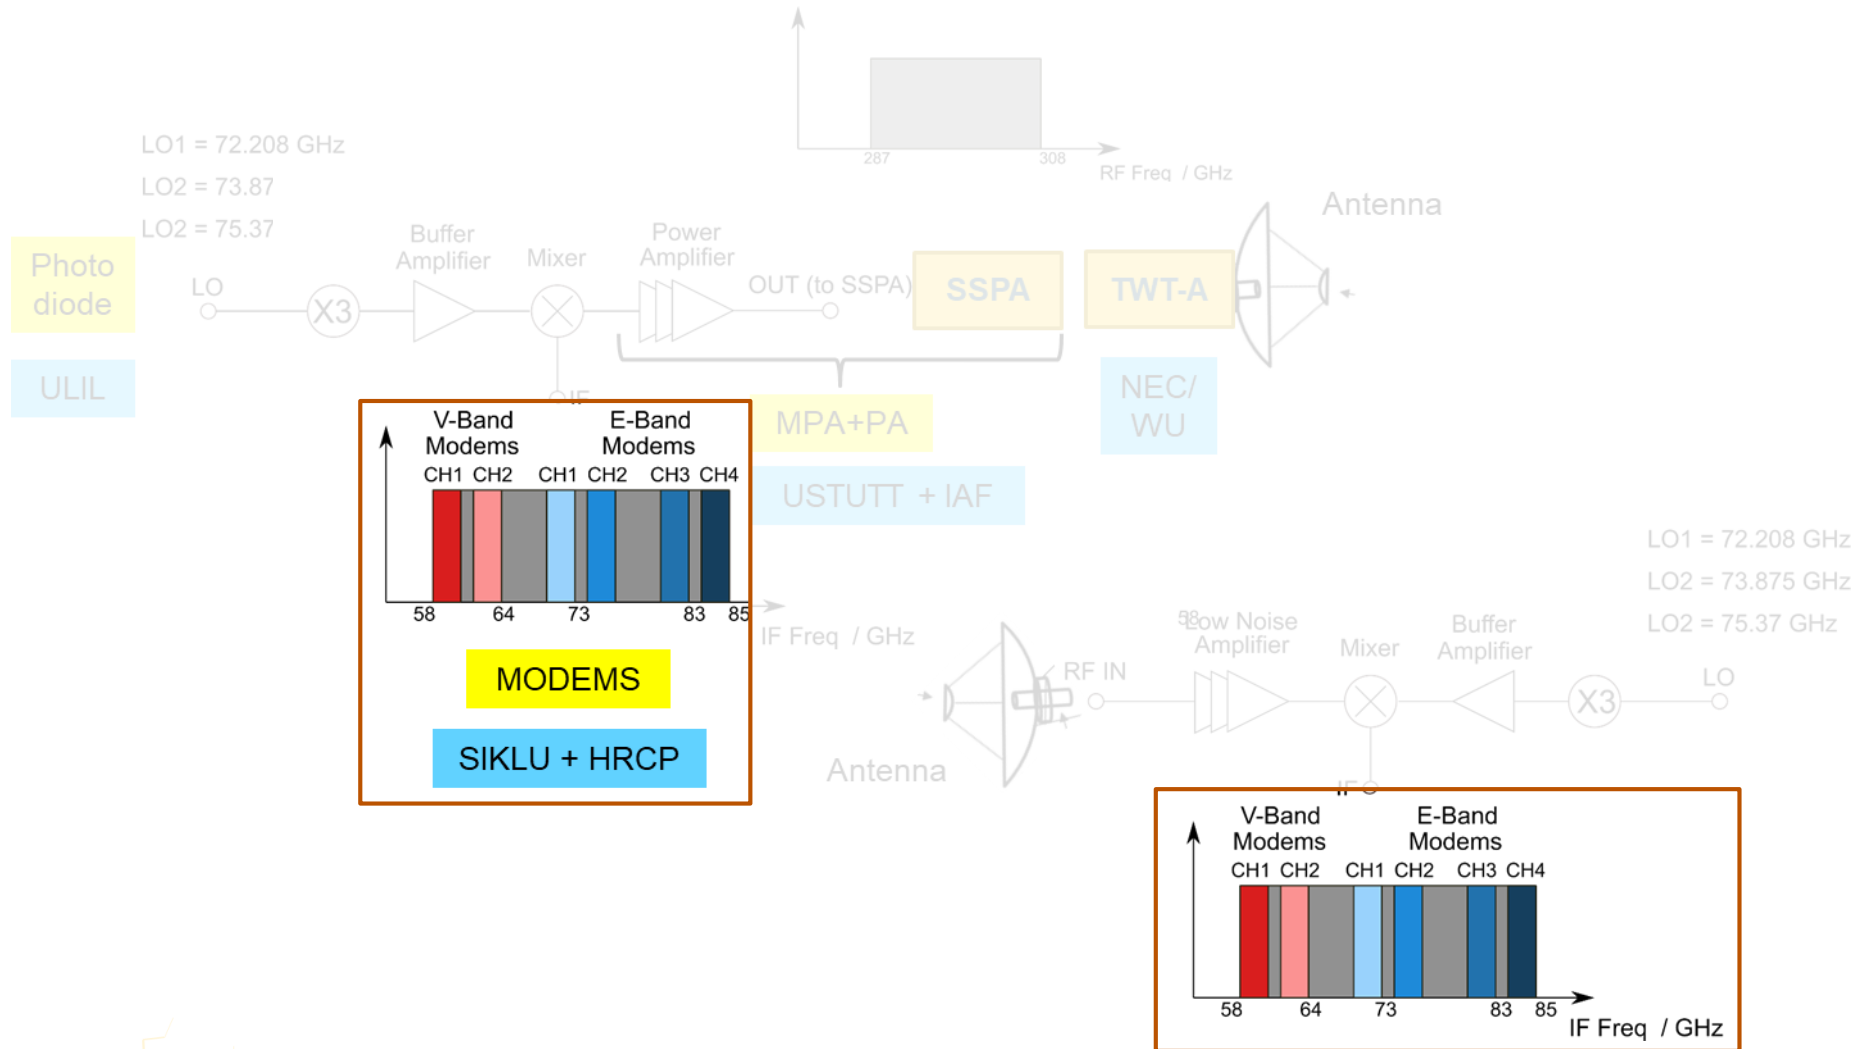 287
308
RF Freq / GHz
LO1 = 72.208 GHz
LO2 = 73.87
LO2 = 75.37
Antenna
Photo
diode
LO
X3
Buffer
Amplifier
Mixer
Power
Amplifier
OUT (to SSPA)
SSPA
TWT-A
ULIL
IF
MPA+PA
NEC/
WU
USTUTT + IAF
V-Band
Modems
E-Band
Modems
CH1
CH2
CH1
CH2
CH3
CH4
58
64
73
83
85
IF Freq / GHz
MODEMS
SIKLU + HRCP
LO1 = 72.208 GHz
LO2 = 73.875 GHz
LO2 = 75.37 GHz
Antenna
RF IN
58
Low Noise
Amplifier
Mixer
Buffer
Amplifier
X3
LO
IF
V-Band
Modems
E-Band
Modems
CH1
CH2
CH1
CH2
CH3
CH4
58
64
73
83
85
IF Freq / GHz